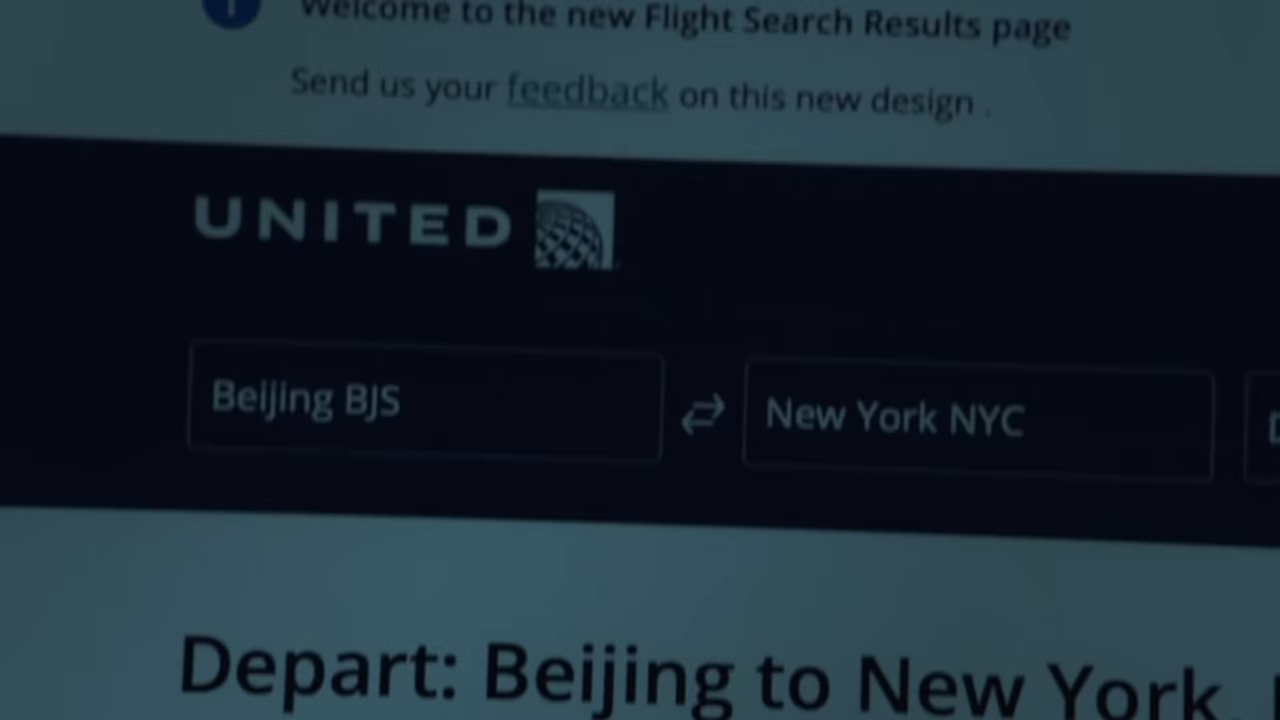 Welcome to the new Flight Search Results page
Send us your feedback on this new design .
UNITED
Beijing BJS
New York NYC
Depart: Beijing to New York